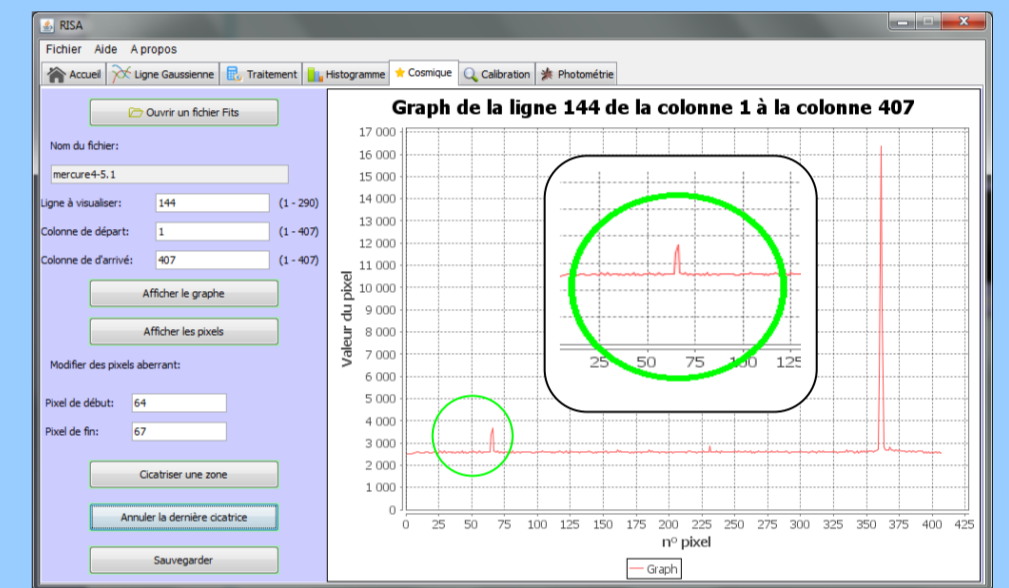 RISA
Fichier Aide A propos
Accueil Ligne Gaussienne Traitement Histogramme Cosmique Calibration Photométrie
Ouvrir un fichier Fits
Nom du fichier:
mercure4-5.1
Ligne à visualiser: 144 (1 - 290)
Colonne de départ: 1 (1 - 407)
Colonne de d'arrivé: 407 (1 - 407)
Afficher le graphe
Afficher les pixels
Modifier des pixels aberrant:
Pixel de début: 64
Pixel de fin: 67
Cicatriser une zone
Annuler la dernière cicatrice
Sauvegarder
Graph de la ligne 144 de la colonne 1 à la colonne 407
Valeur du pixel
17 000
16 000
15 000
14 000
13 000
12 000
11 000
10 000
9 000
8 000
7 000
6 000
5 000
4 000
3 000
2 000
1 000
0
25 50 75 100 125
0 25 50 75 100 125 150 175 200 225 250 275 300 325 350 375 400 425
n° pixel
Graph